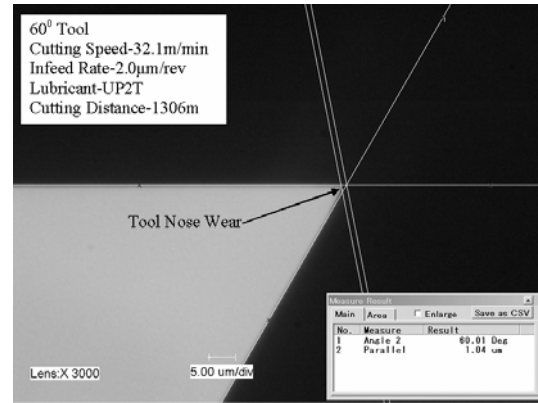 60⁰ Tool
Cutting Speed-32.1m/min
Infeed Rate-2.0μm/rev
Lubricant-UP2T
Cutting Distance-1306m
Tool Nose Wear
Measure Result
Main Area Enlarge Save as CSV
No. Measure Result
1 Angle 2 60.01 Deg
2 Parallel 1.04 um
Lens:X 3000
5.00 um/div